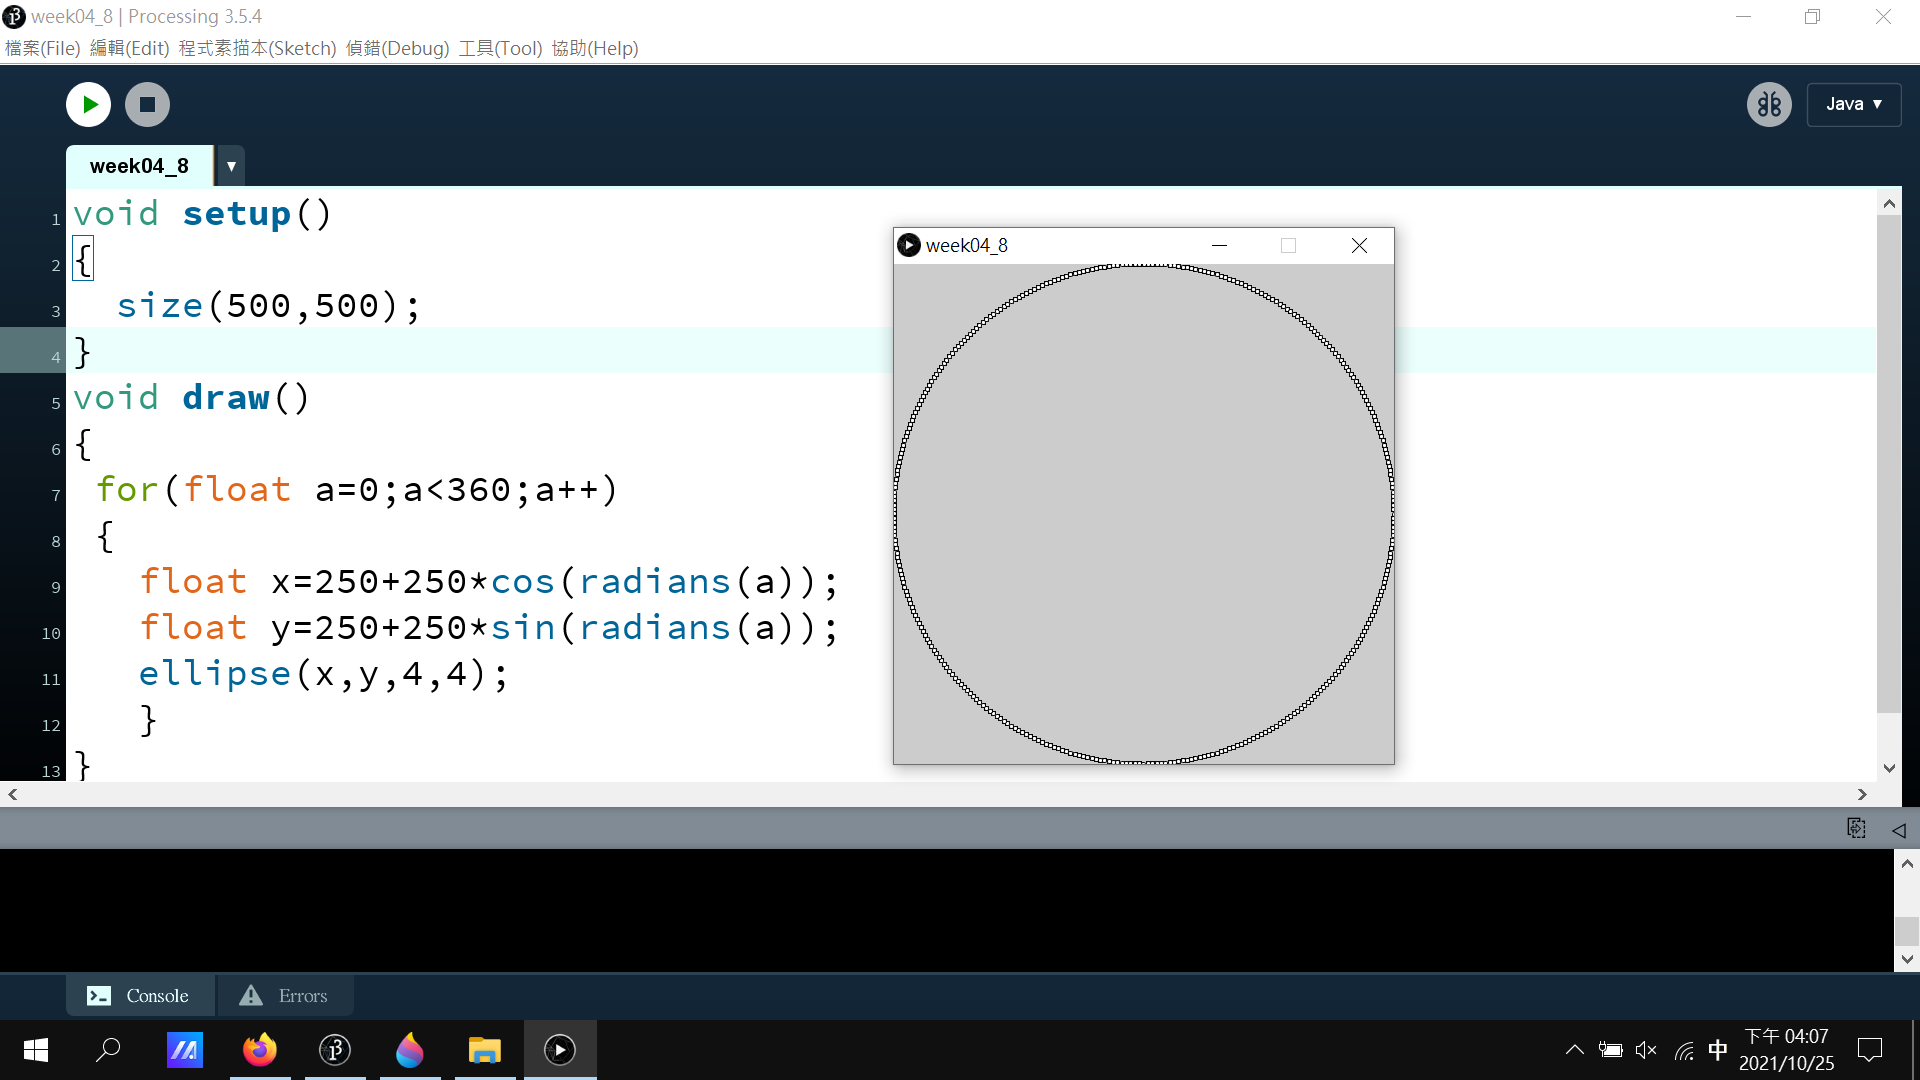 week04_8 | Processing 3.5.4
檔案(File) 編輯(Edit) 程式素描本(Sketch) 偵錯(Debug) 工具(Tool) 協助(Help)
Java ▼
week04_8 ▼
1 void setup()
2 {
3   size(500,500);
4 }
5 void draw()
6 {
7  for(float a=0;a<360;a++)
8  {
9    float x=250+250*cos(radians(a));
10    float y=250+250*sin(radians(a));
11    ellipse(x,y,4,4);
12    }
13 }
week04_8
Console
Errors
中
下午 04:07
2021/10/25